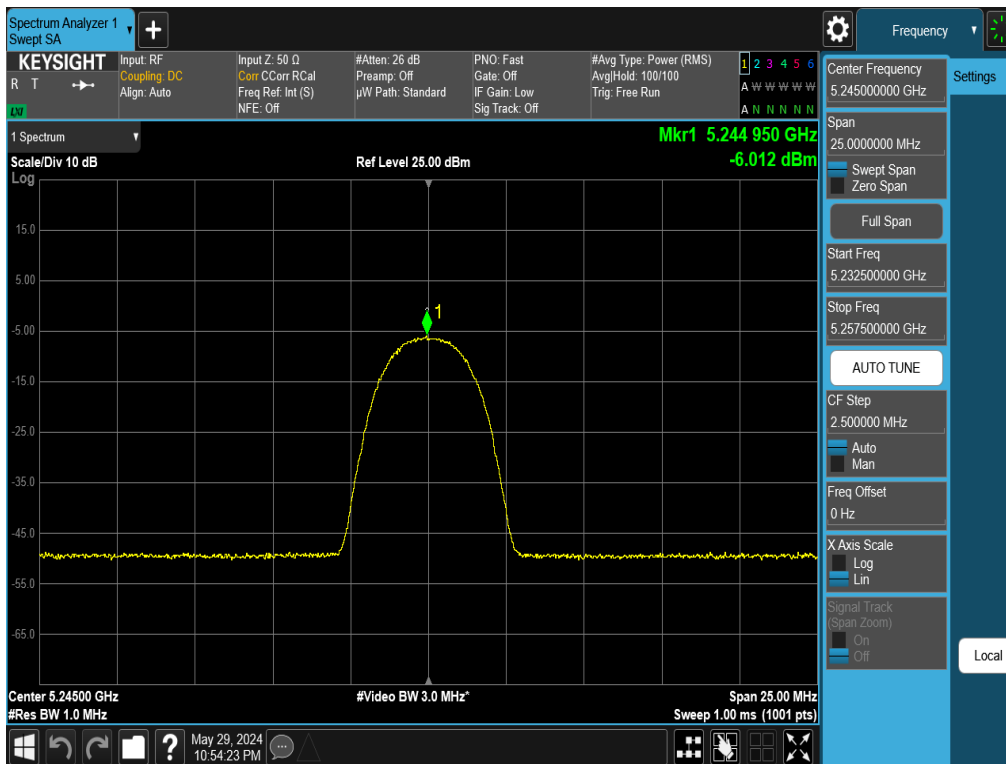 Spectrum Analyzer 1
Swept SA
Frequency
KEYSIGHT
R T
LXI
Input: RF
Coupling: DC
Align: Auto
Input Z: 50 Ω
Corr CCorr RCal
Freq Ref: Int (S)
NFE: Off
#Atten: 26 dB
Preamp: Off
µW Path: Standard
PNO: Fast
Gate: Off
IF Gain: Low
Sig Track: Off
#Avg Type: Power (RMS)
Avg|Hold: 100/100
Trig: Free Run
1 2 3 4 5 6
A W W W W W
A N N N N N
1 Spectrum
Scale/Div 10 dB
Log
Ref Level 25.00 dBm
Mkr1 5.244 950 GHz
-6.012 dBm
1
15.0
5.00
-5.00
-15.0
-25.0
-35.0
-45.0
-55.0
-65.0
Center 5.24500 GHz
#Res BW 1.0 MHz
#Video BW 3.0 MHz*
Span 25.00 MHz
Sweep 1.00 ms (1001 pts)
Center Frequency
5.245000000 GHz
Span
25.0000000 MHz
Swept Span
Zero Span
Full Span
Start Freq
5.232500000 GHz
Stop Freq
5.257500000 GHz
AUTO TUNE
CF Step
2.500000 MHz
Auto
Man
Freq Offset
0 Hz
X Axis Scale
Log
Lin
Signal Track
(Span Zoom)
On
Off
Settings
Local
?
May 29, 2024
10:54:23 PM